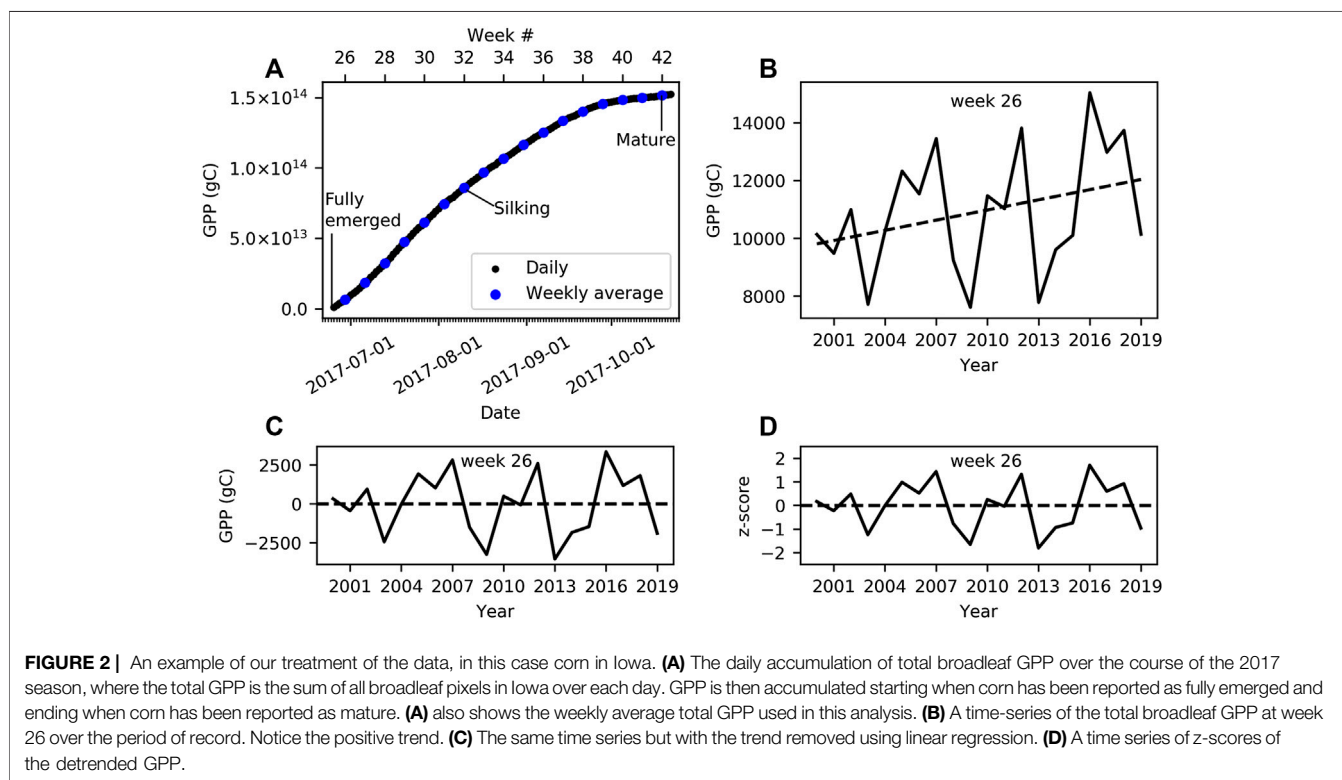 Week #
26 28 30 32 34 36 38 40 42
A
1.5×10¹⁴
1.0×10¹⁴
5.0×10¹³
0.0
GPP (gC)
Fully
emerged
Silking
Mature
Daily
Weekly average
2017-07-01 2017-08-01 2017-09-01 2017-10-01
Date
B
week 26
14000
12000
10000
8000
GPP (gC)
2001 2004 2007 2010 2013 2016 2019
Year
C
week 26
2500
0
−2500
GPP (gC)
2001 2004 2007 2010 2013 2016 2019
Year
D
week 26
2
1
0
−1
−2
z-score
2001 2004 2007 2010 2013 2016 2019
Year
FIGURE 2 | An example of our treatment of the data, in this case corn in Iowa. (A) The daily accumulation of total broadleaf GPP over the course of the 2017
season, where the total GPP is the sum of all broadleaf pixels in Iowa over each day. GPP is then accumulated starting when corn has been reported as fully emerged and
ending when corn has been reported as mature. (A) also shows the weekly average total GPP used in this analysis. (B) A time-series of the total broadleaf GPP at week
26 over the period of record. Notice the positive trend. (C) The same time series but with the trend removed using linear regression. (D) A time series of z-scores of
the detrended GPP.